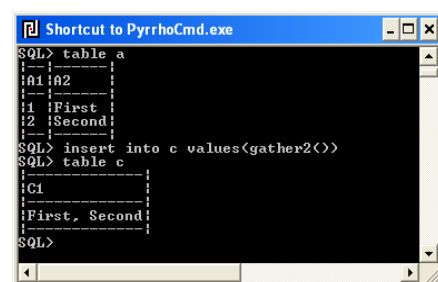 Shortcut to PyrrhoCmd.exe
SQL> table a
|--|------|
|A1|A2    |
|--|------|
|1 |First |
|2 |Second|
|--|------|
SQL> insert into c values(gather2())
SQL> table c
|-------------|
|C1           |
|-------------|
|First, Second|
|-------------|
SQL>